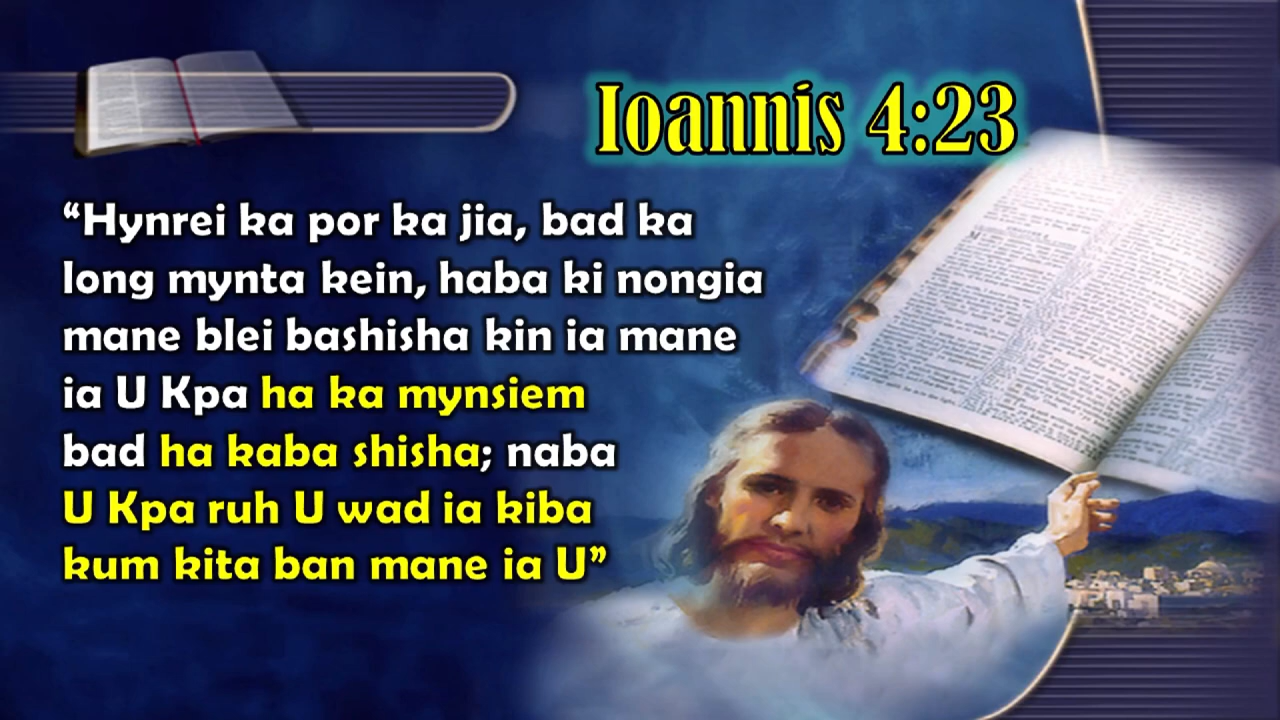 Ioannis 4:23
“Hynrei ka por ka jia, bad ka
long mynta kein, haba ki nongia
mane blei bashisha kin ia mane
ia U Kpa ha ka mynsiem
bad ha kaba shisha; naba
U Kpa ruh U wad ia kiba
kum kita ban mane ia U”